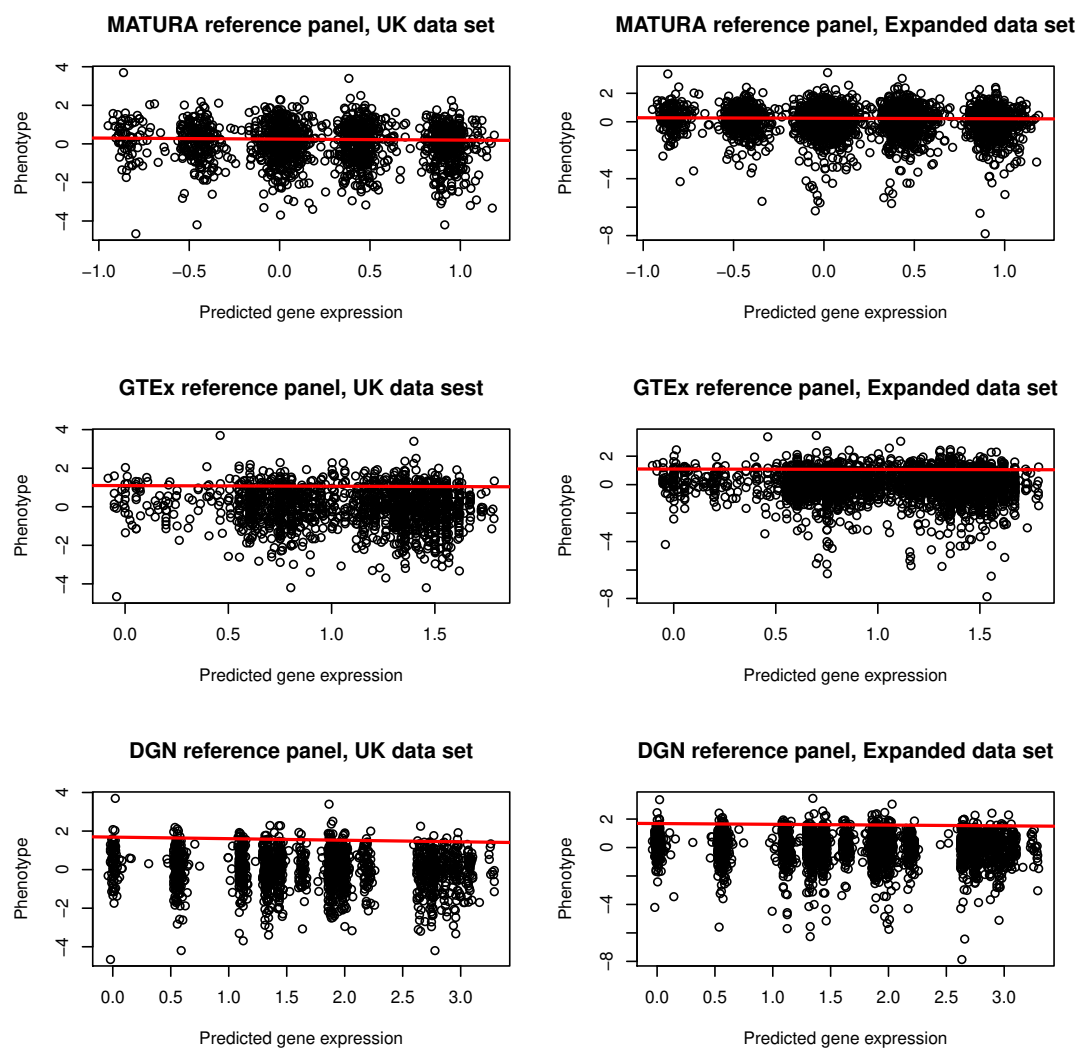 MATURA reference panel, UK data set
4
2
0
−2
−4
Phenotype
−1.0 −0.5 0.0 0.5 1.0
Predicted gene expression
MATURA reference panel, Expanded data set
2
0
−4
−8
Phenotype
−1.0 −0.5 0.0 0.5 1.0
Predicted gene expression
GTEx reference panel, UK data sest
4
2
0
−2
−4
Phenotype
0.0 0.5 1.0 1.5
Predicted gene expression
GTEx reference panel, Expanded data set
2
0
−4
−8
Phenotype
0.0 0.5 1.0 1.5
Predicted gene expression
DGN reference panel, UK data set
4
2
0
−2
−4
Phenotype
0.0 0.5 1.0 1.5 2.0 2.5 3.0
Predicted gene expression
DGN reference panel, Expanded data set
2
0
−4
−8
Phenotype
0.0 0.5 1.0 1.5 2.0 2.5 3.0
Predicted gene expression